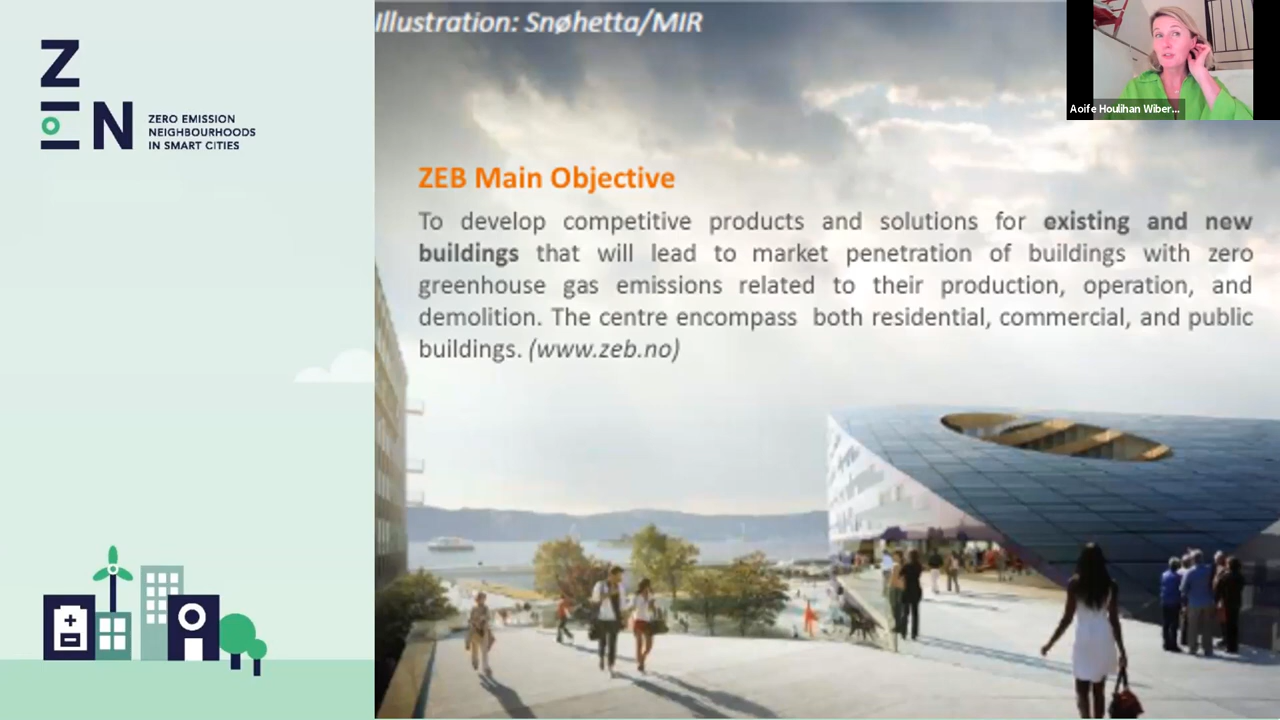 Illustration: Snøhetta/MIR
Aoife Houlihan Wiber...
Z
EN
ZERO EMISSION
NEIGHBOURHOODS
IN SMART CITIES
ZEB Main Objective
To develop competitive products and solutions for existing and new
buildings that will lead to market penetration of buildings with zero
greenhouse gas emissions related to their production, operation, and
demolition. The centre encompass both residential, commercial, and public
buildings. (www.zeb.no)